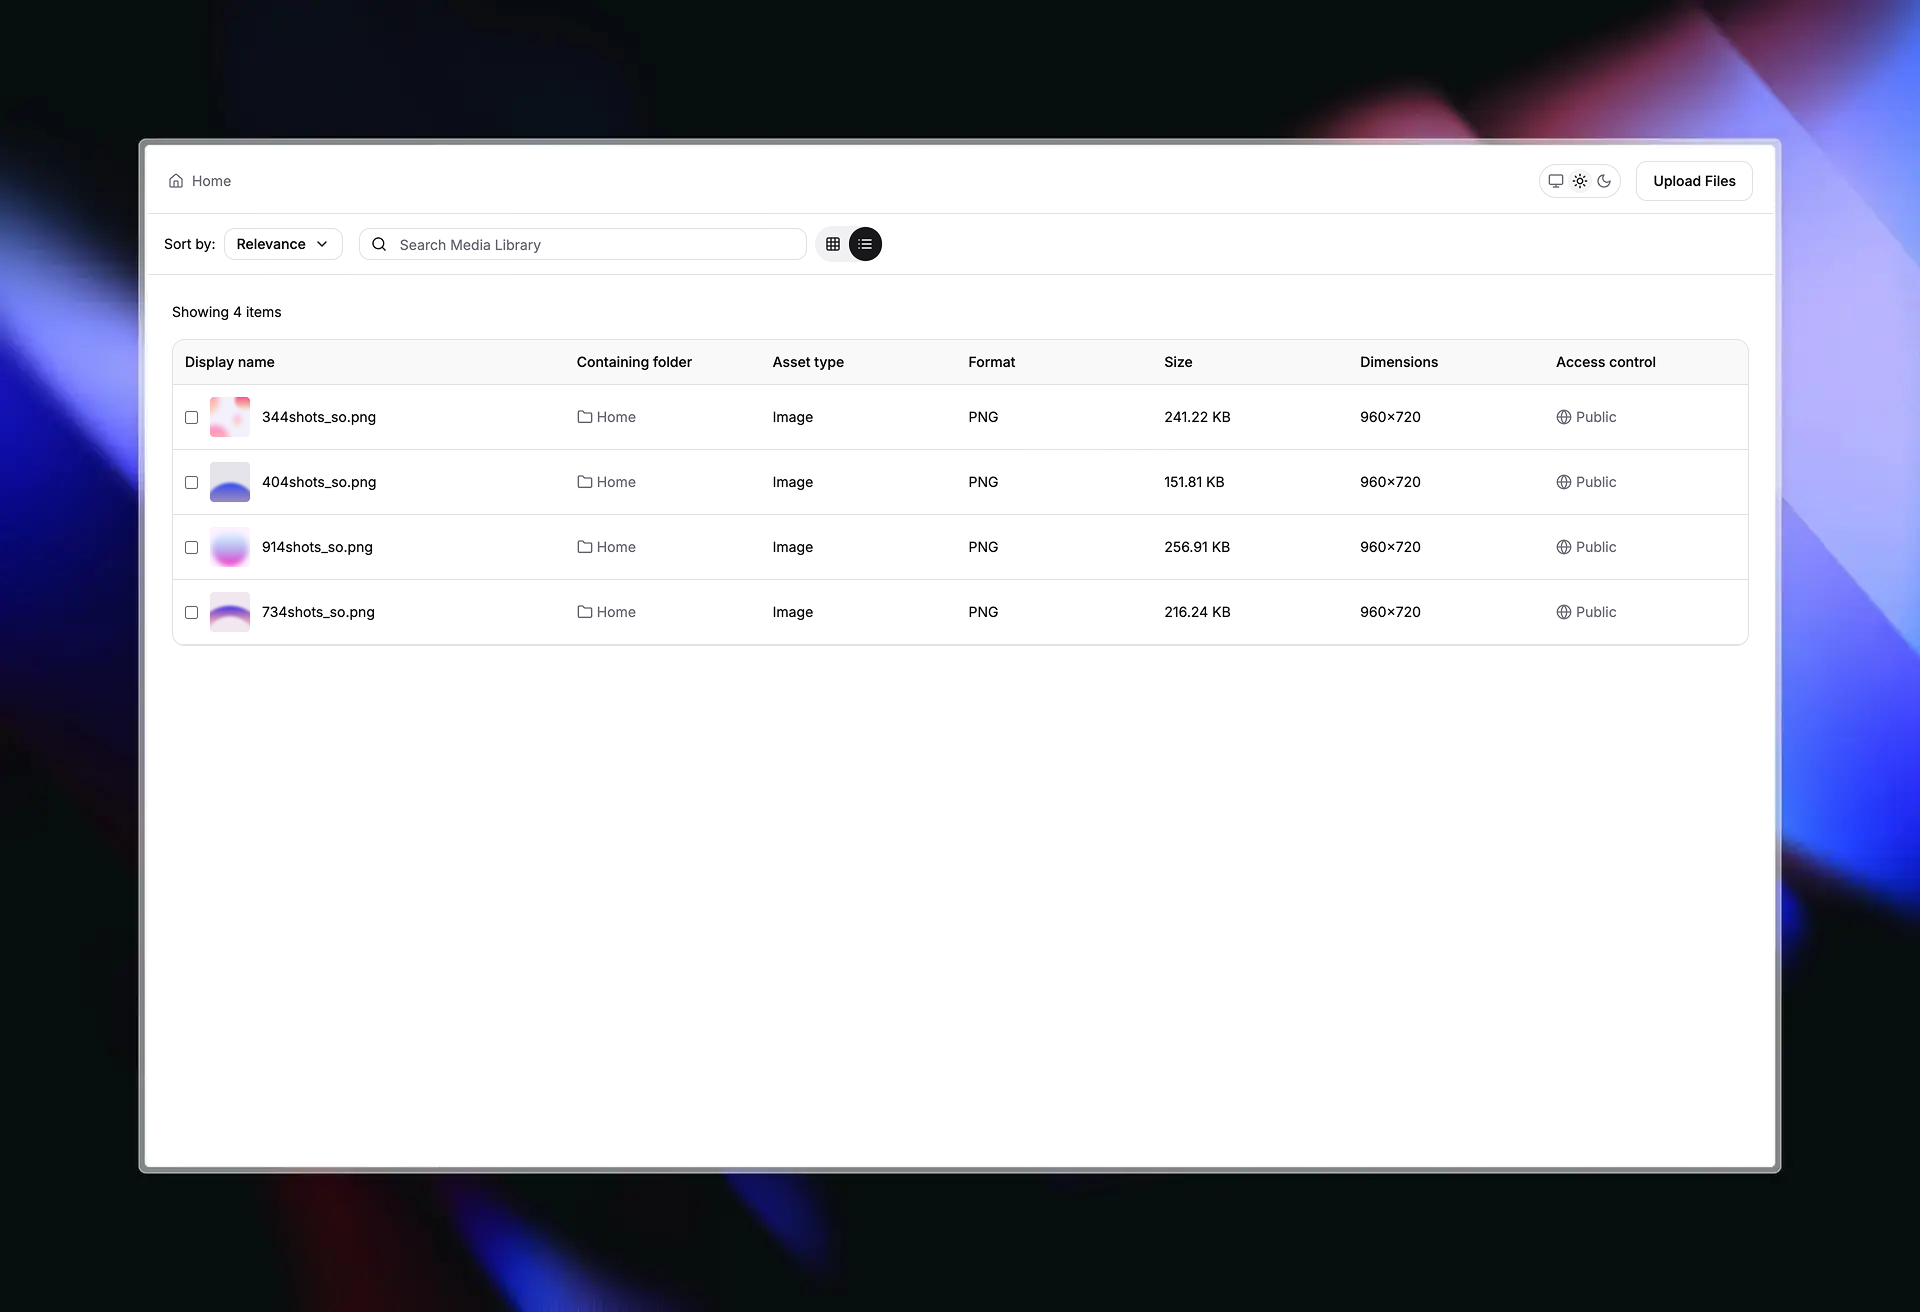 Home
Upload Files
Sort by: Relevance Search Media Library
Showing 4 items
Display name Containing folder Asset type Format Size Dimensions Access control
344shots_so.png Home Image PNG 241.22 KB 960×720 Public
404shots_so.png Home Image PNG 151.81 KB 960×720 Public
914shots_so.png Home Image PNG 256.91 KB 960×720 Public
734shots_so.png Home Image PNG 216.24 KB 960×720 Public